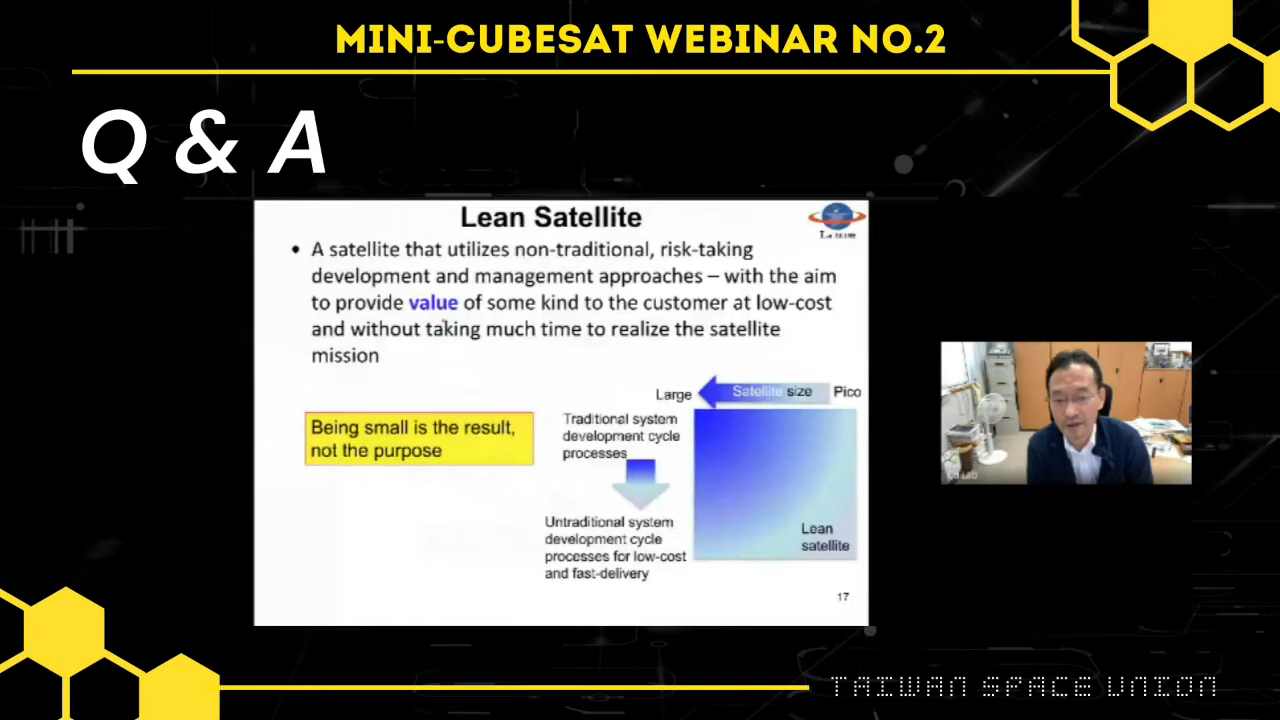 MINI-CUBESAT WEBINAR NO.2
Q & A
Lean Satellite
• A satellite that utilizes non-traditional, risk-taking
development and management approaches – with the aim
to provide value of some kind to the customer at low-cost
and without taking much time to realize the satellite
mission
Being small is the result,
not the purpose
Large
Satellite size
Pico
Traditional system
development cycle
processes
Untraditional system
development cycle
processes for low-cost
and fast-delivery
Lean
satellite
17
TAIWAN SPACE UNION